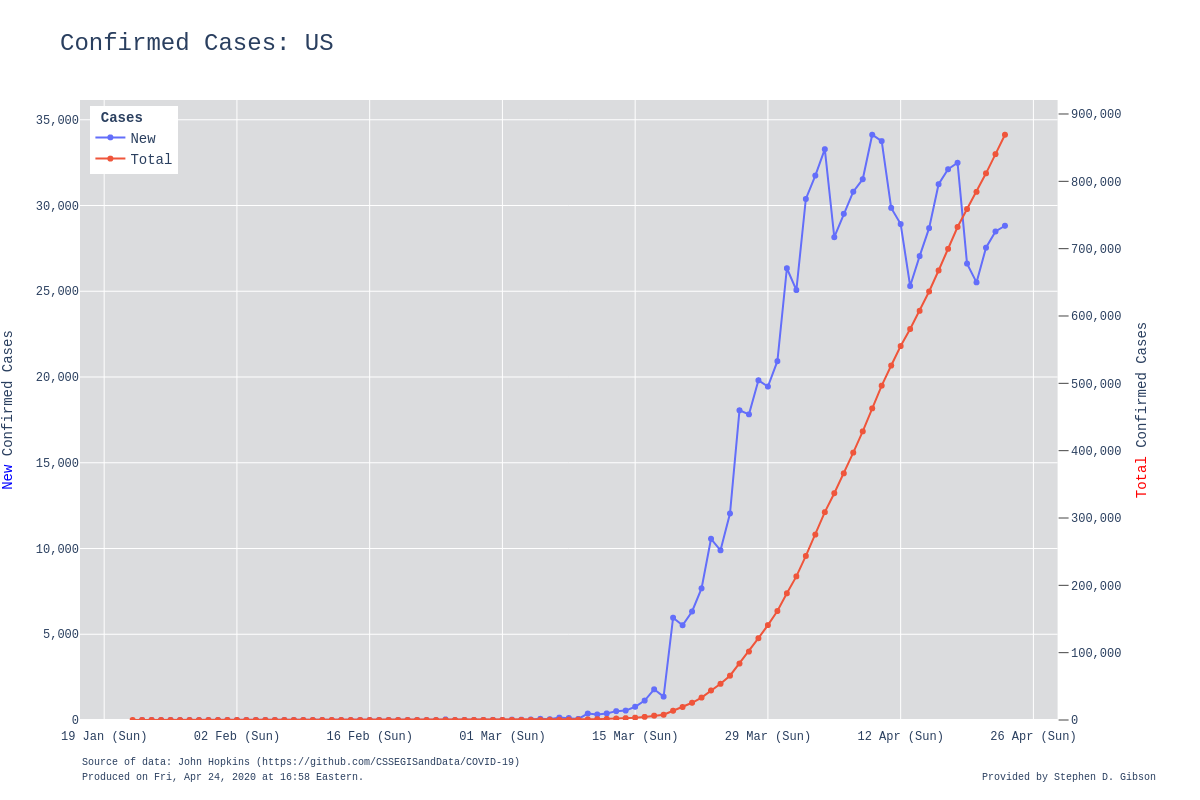 Confirmed Cases: US
Cases
New
Total
35,000
30,000
25,000
20,000
15,000
10,000
5,000
0
New Confirmed Cases
900,000
800,000
700,000
600,000
500,000
400,000
300,000
200,000
100,000
0
Total Confirmed Cases
19 Jan (Sun) 02 Feb (Sun) 16 Feb (Sun) 01 Mar (Sun) 15 Mar (Sun) 29 Mar (Sun) 12 Apr (Sun) 26 Apr (Sun)
Source of data: John Hopkins (https://github.com/CSSEGISandData/COVID-19)
Produced on Fri, Apr 24, 2020 at 16:58 Eastern.
Provided by Stephen D. Gibson